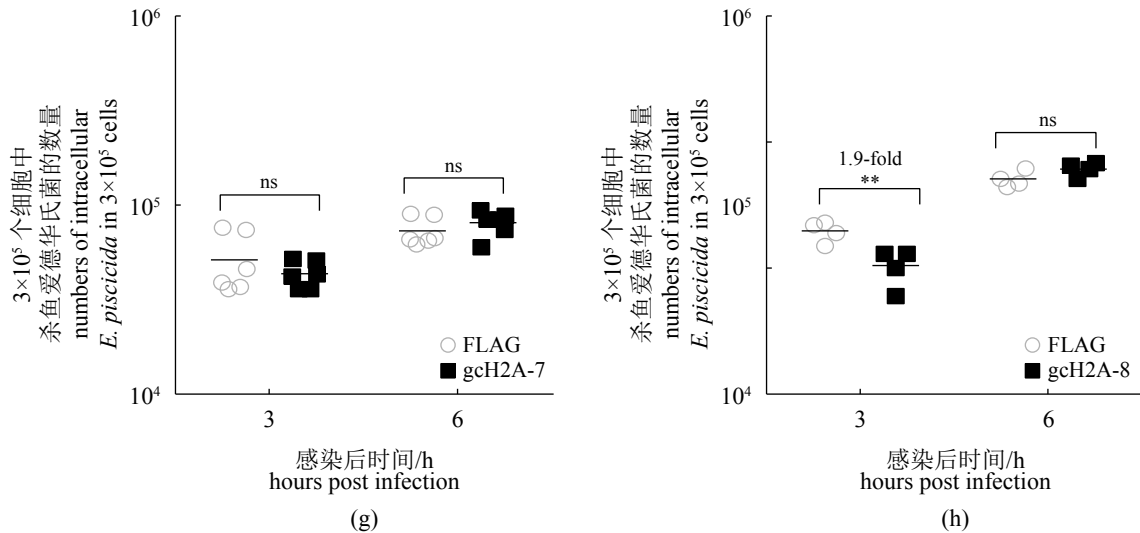 3×10⁵ 个细胞中
杀鱼爱德华氏菌的数量
numbers of intracellular
E. piscicida in 3×10⁵ cells
10⁶
10⁵
10⁴
ns
ns
FLAG
gcH2A-7
3
6
感染后时间/h
hours post infection
(g)
3×10⁵ 个细胞中
杀鱼爱德华氏菌的数量
numbers of intracellular
E. piscicida in 3×10⁵ cells
10⁶
10⁵
10⁴
1.9-fold
**
ns
FLAG
gcH2A-8
3
6
感染后时间/h
hours post infection
(h)